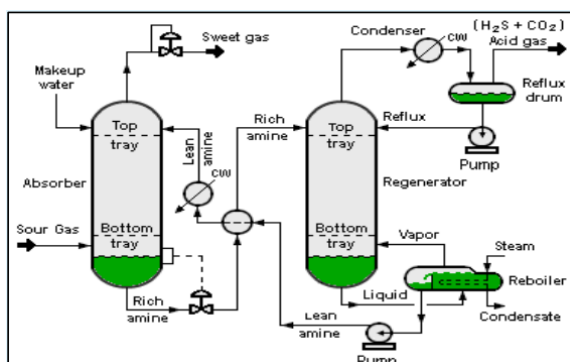 (H2S + CO2)
Acid gas
Condenser
CW
Sweet gas
Makeup
water
Reflux
drum
Rich
amine
Reflux
Top
tray
Lean
amine
Top
tray
Pump
Absorber
CW
Regenerator
Sour Gas
Bottom
tray
Bottom
tray
Vapor
Steam
Reboiler
Rich
amine
Liquid
Condensate
Lean
amine
Pump